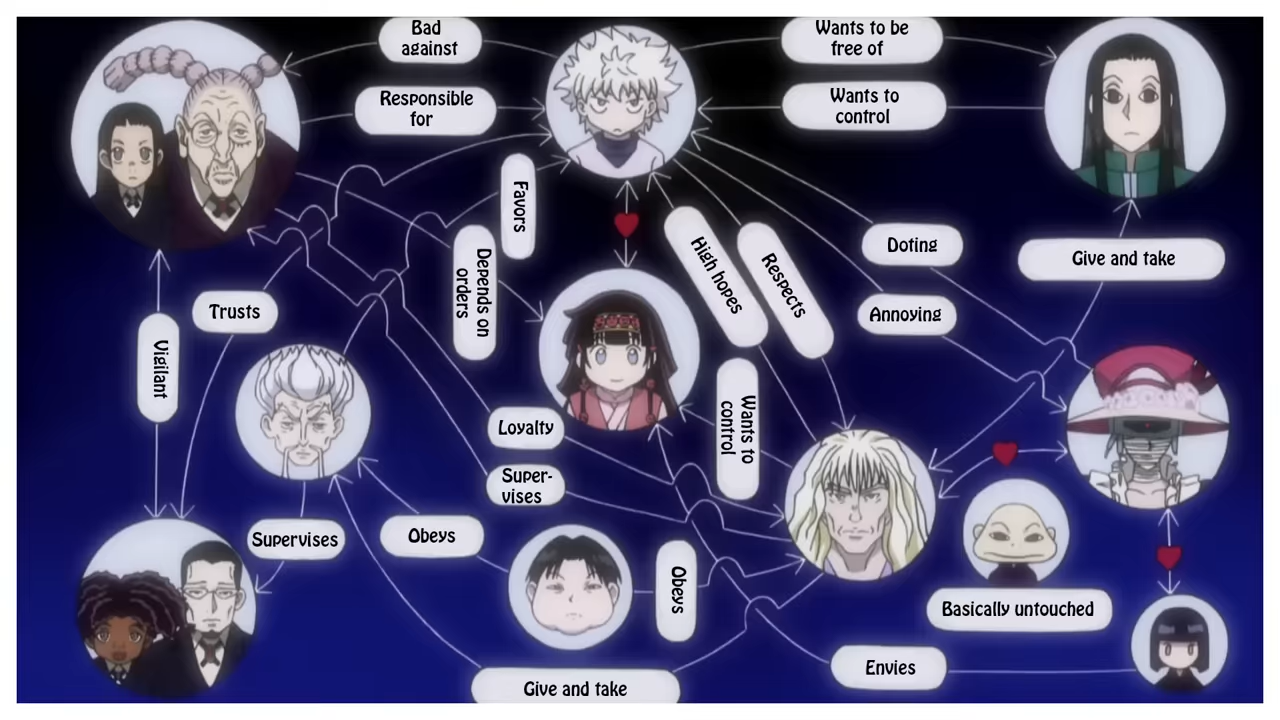 Bad
against
Wants to be
free of
Responsible
for
Wants to
control
Favors
Depends on
orders
High hopes
Respects
Doting
Give and take
Annoying
Trusts
Vigilant
Wants to
control
Loyalty
Super-
vises
Supervises
Obeys
Obeys
Basically untouched
Envies
Give and take